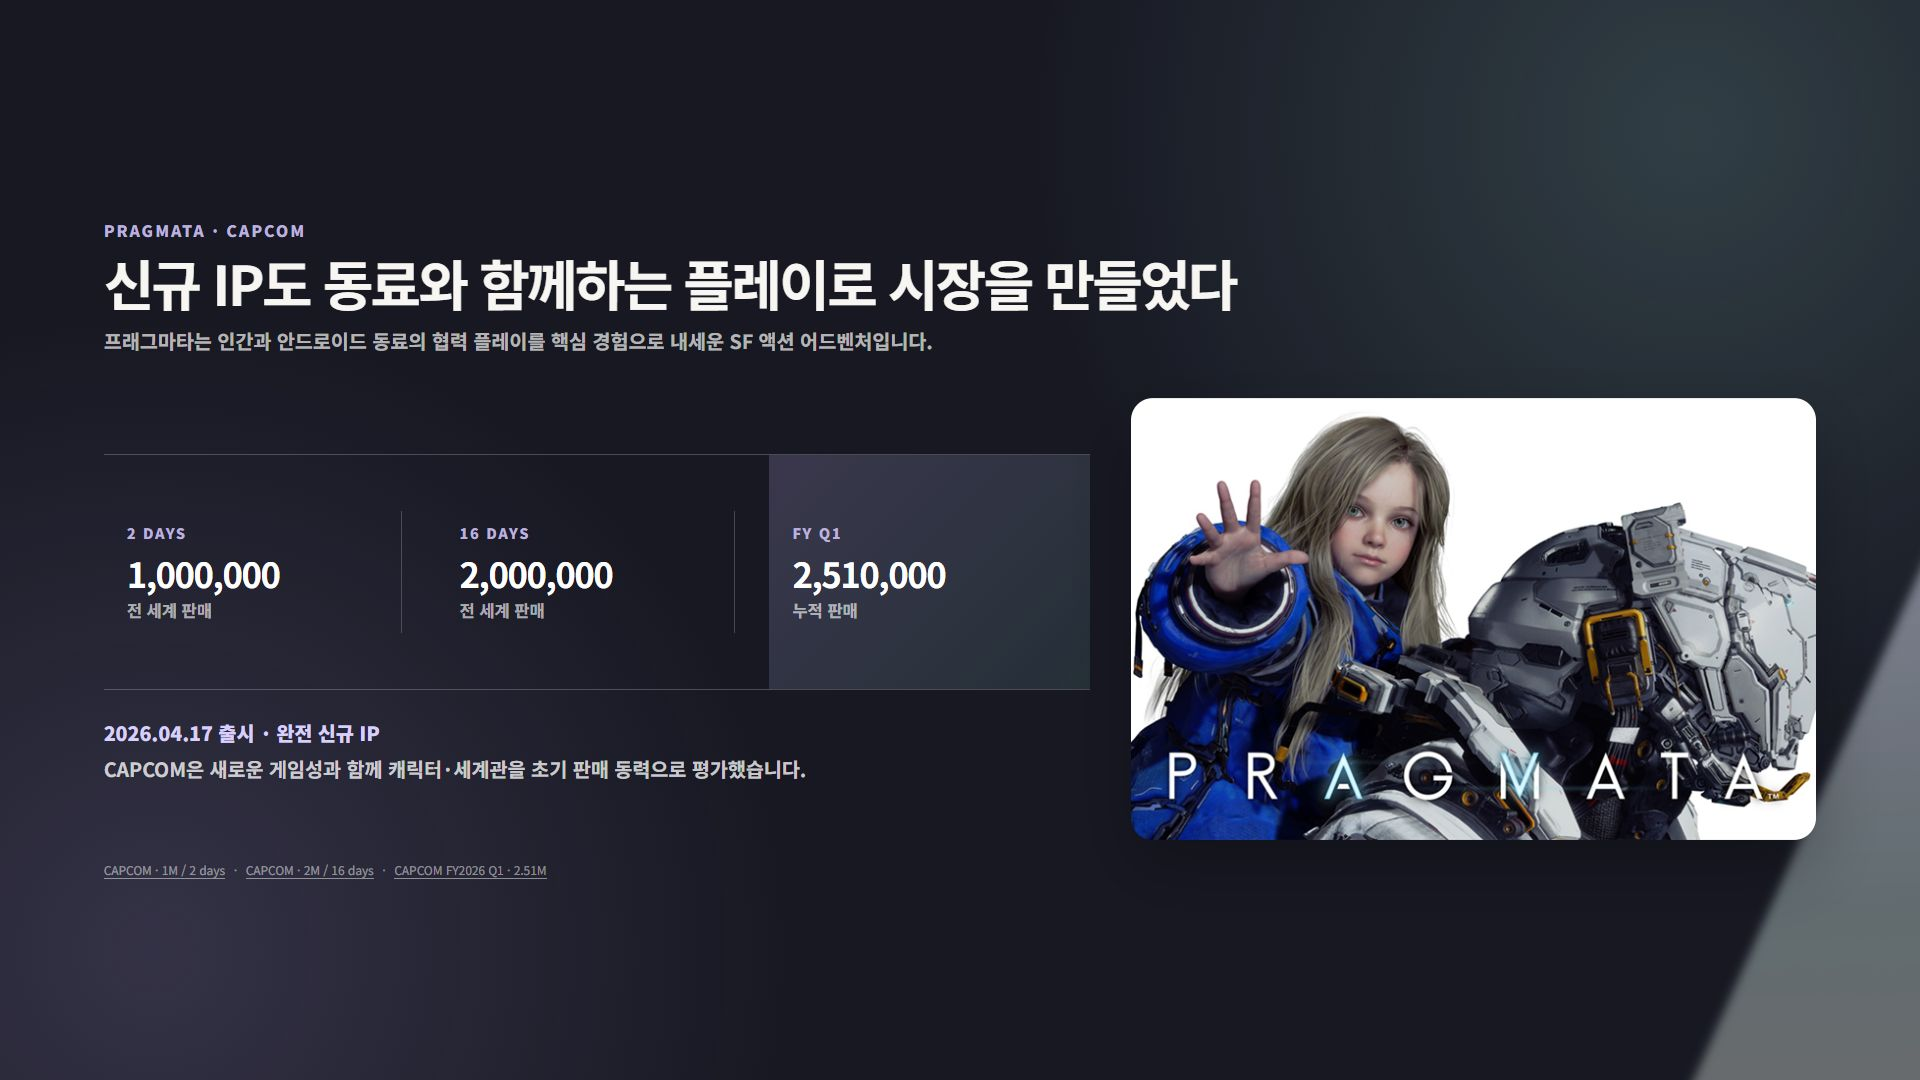 PRAGMATA · CAPCOM
신규 IP도 동료와 함께하는 플레이로 시장을 만들었다
프래그마타는 인간과 안드로이드 동료의 협력 플레이를 핵심 경험으로 내세운 SF 액션 어드벤처입니다.
2 DAYS
1,000,000
전 세계 판매
16 DAYS
2,000,000
전 세계 판매
FY Q1
2,510,000
누적 판매
PRAGMATA™
2026.04.17 출시 · 완전 신규 IP
CAPCOM은 새로운 게임성과 함께 캐릭터·세계관을 초기 판매 동력으로 평가했습니다.
CAPCOM · 1M / 2 days · CAPCOM · 2M / 16 days · CAPCOM FY2026 Q1 · 2.51M